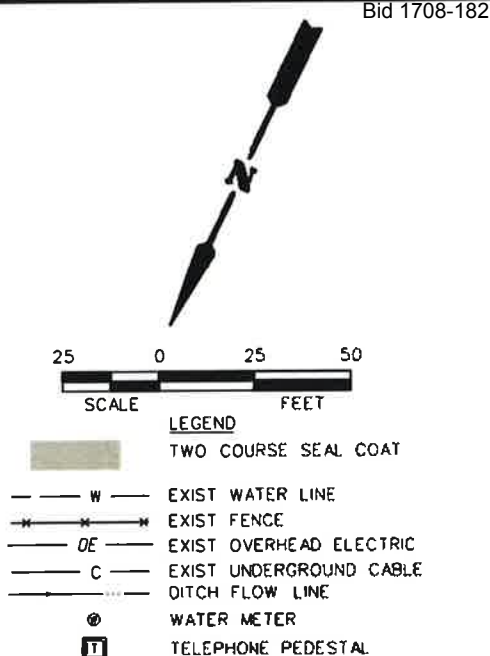 Bid 1708-182
N
25 0 25 50
SCALE FEET
LEGEND
TWO COURSE SEAL COAT
W EXIST WATER LINE
EXIST FENCE
OE EXIST OVERHEAD ELECTRIC
C EXIST UNDERGROUND CABLE
DITCH FLOW LINE
WATER METER
T TELEPHONE PEDESTAL